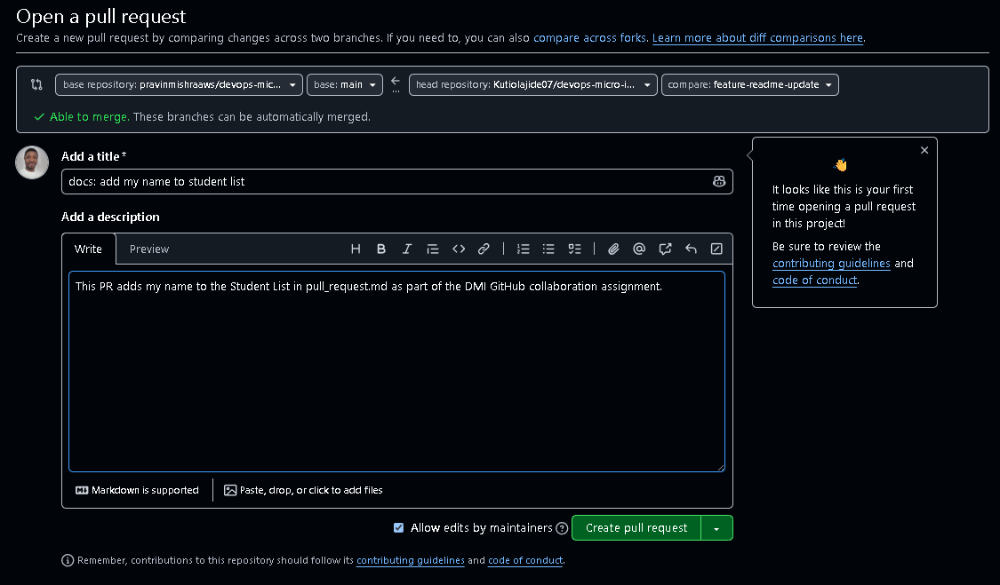 Open a pull request
Create a new pull request by comparing changes across two branches. If you need to, you can also compare across forks. Learn more about diff comparisons here.
base repository: pravinmishraaws/devops-mic... base: main ... head repository: Kutiolajide07/devops-micro-i... compare: feature-readme-update
Able to merge. These branches can be automatically merged.
Add a title*
docs: add my name to student list
Add a description
Write Preview
This PR adds my name to the Student List in pull_request.md as part of the DMI GitHub collaboration assignment.
Markdown is supported Paste, drop, or click to add files
Allow edits by maintainers Create pull request
Remember, contributions to this repository should follow its contributing guidelines and code of conduct.
It looks like this is your first
time opening a pull request
in this project!
Be sure to review the
contributing guidelines and
code of conduct.